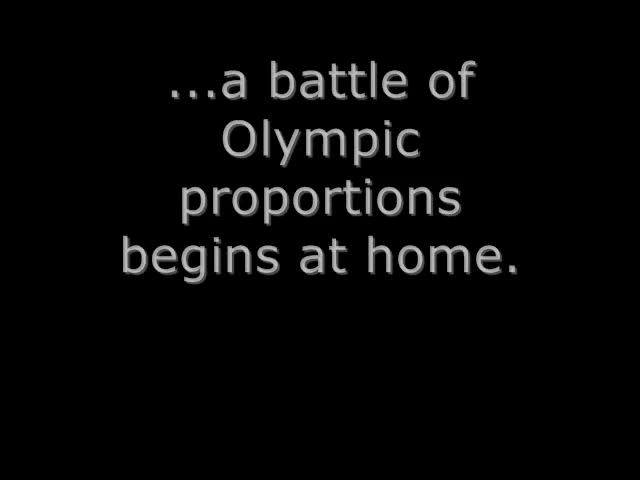 ...a battle of
Olympic
proportions
begins at home.